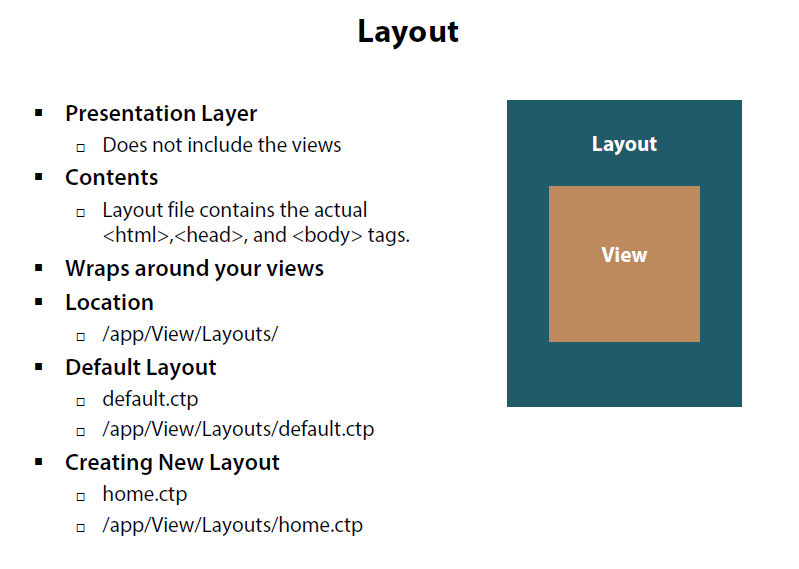 Layout
Presentation Layer
Does not include the views
Contents
Layout file contains the actual
<html>,<head>, and <body> tags.
Wraps around your views
Location
/app/View/Layouts/
Default Layout
default.ctp
/app/View/Layouts/default.ctp
Creating New Layout
home.ctp
/app/View/Layouts/home.ctp
Layout
View